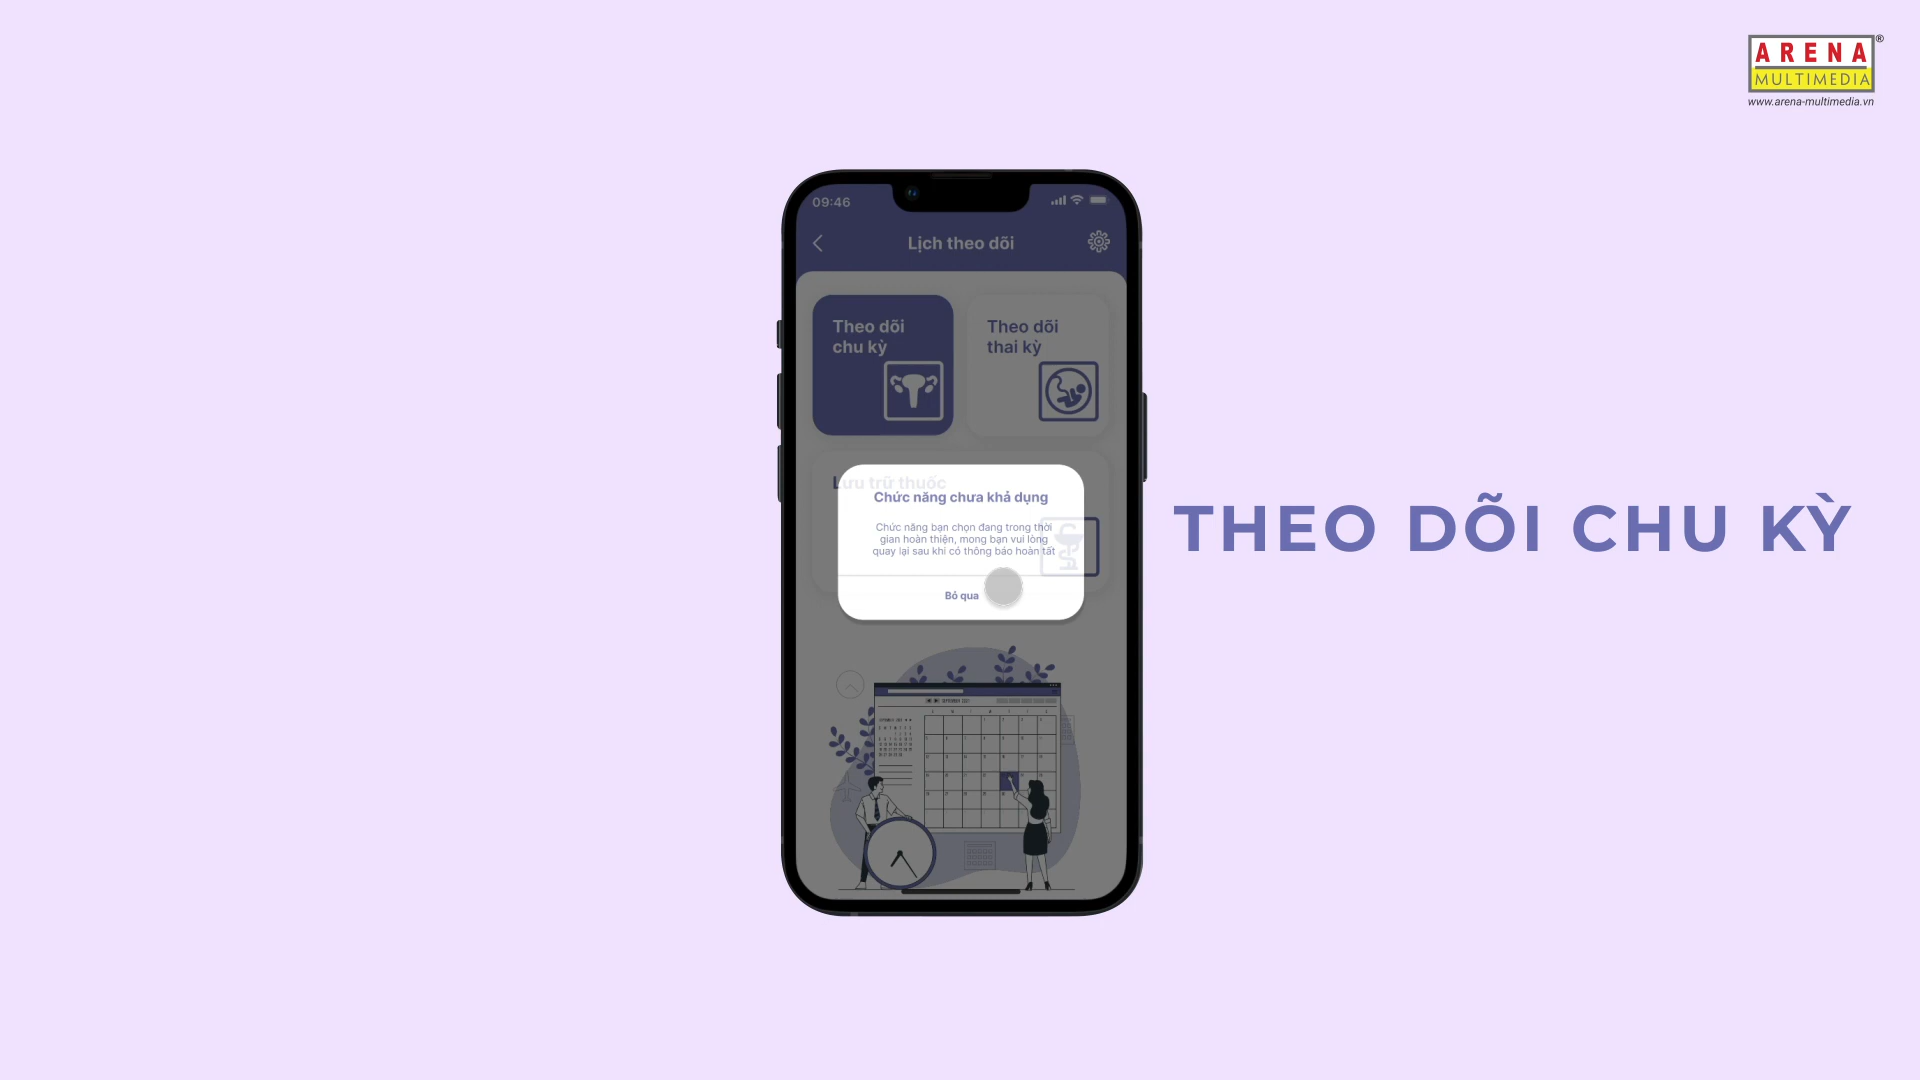 ARENA®
MULTIMEDIA
www.arena-multimedia.vn
09:46
Lịch theo dõi
Theo dõi
chu kỳ
Theo dõi
thai kỳ
Lưu trữ thuốc
Chức năng chưa khả dụng
Chức năng bạn chọn đang trong thời
gian hoàn thiện, mong bạn vui lòng
quay lại sau khi có thông báo hoàn tất
Bỏ qua
THEO DÕI CHU KỲ